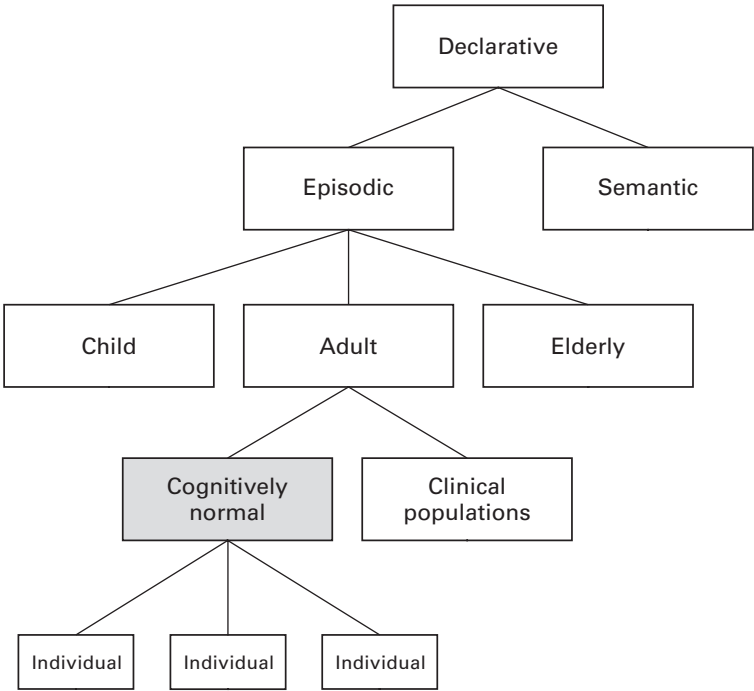 Declarative
Episodic
Semantic
Child
Adult
Elderly
Cognitively
normal
Clinical
populations
Individual
Individual
Individual